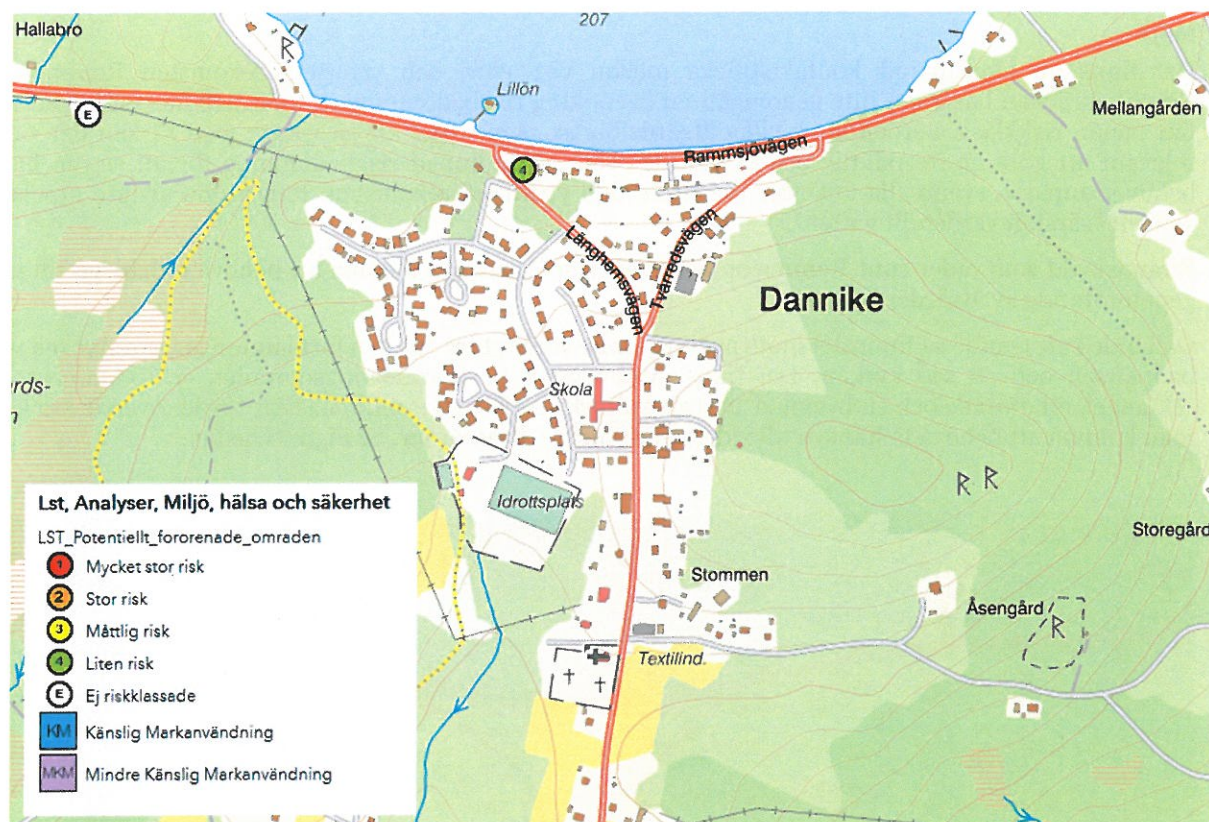 Hallabro
207
R
Lillön
E
Mellangården
Rammsjövägen
4
Länghemsvägen
Tvärredsvägen
Dannike
rds-
n
Skola
R R
Idrottsplats
Storegård
Stommen
Åsengård
R
Textilind.
Lst, Analyser, Miljö, hälsa och säkerhet
LST_Potentiellt_fororenade_omraden
1 Mycket stor risk
2 Stor risk
3 Måttlig risk
4 Liten risk
E Ej riskklassade
KM Känslig Markanvändning
MKM Mindre Känslig Markanvändning